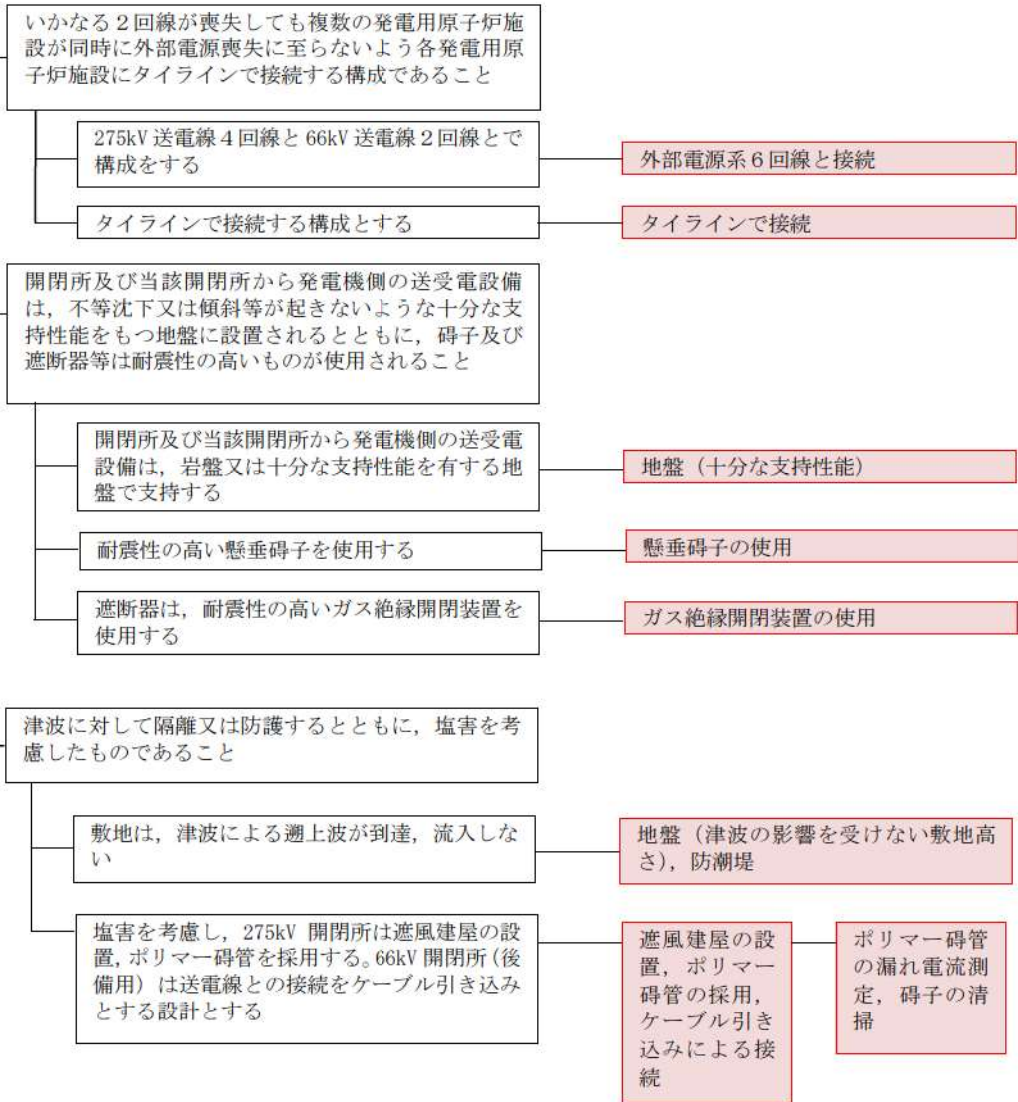 いかなる２回線が喪失しても複数の発電用原子炉施
設が同時に外部電源喪失に至らないよう各発電用原
子炉施設にタイラインで接続する構成であること
275kV 送電線４回線と 66kV 送電線２回線とで
構成をする
外部電源系６回線と接続
タイラインで接続する構成とする
タイラインで接続
開閉所及び当該開閉所から発電機側の送受電設備
は，不等沈下又は傾斜等が起きないような十分な支
持性能をもつ地盤に設置されるとともに，碍子及び
遮断器等は耐震性の高いものが使用されること
開閉所及び当該開閉所から発電機側の送受電
設備は，岩盤又は十分な支持性能を有する地
盤で支持する
地盤（十分な支持性能）
耐震性の高い懸垂碍子を使用する
懸垂碍子の使用
遮断器は，耐震性の高いガス絶縁開閉装置を
使用する
ガス絶縁開閉装置の使用
津波に対して隔離又は防護するとともに，塩害を考
慮したものであること
敷地は，津波による遡上波が到達，流入しな
い
地盤（津波の影響を受けない敷地高
さ），防潮堤
塩害を考慮し，275kV 開閉所は遮風建屋の設
置，ポリマー碍管を採用する。66kV 開閉所（後
備用）は送電線との接続をケーブル引き込み
とする設計とする
遮風建屋の設
置，ポリマー
碍管の採用，
ケーブル引き
込みによる接
続
ポリマー碍管
の漏れ電流測
定，碍子の清
掃